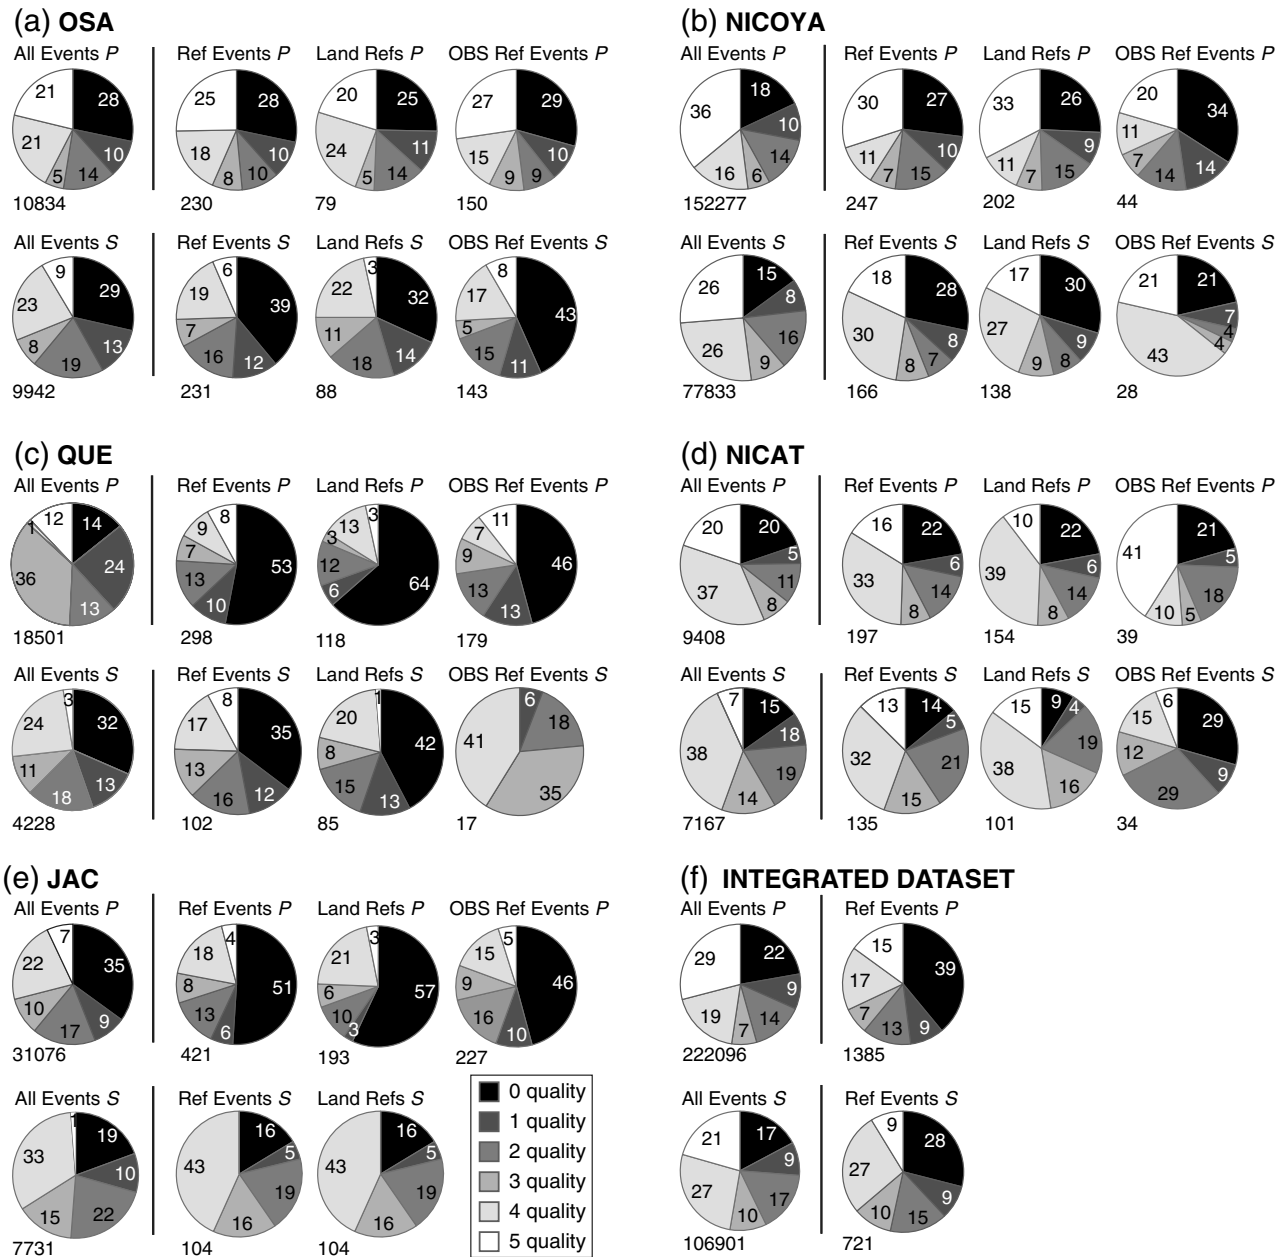 (a) OSA
All Events P
Ref Events P
Land Refs P
OBS Ref Events P
28 10 14 5 21 21
28 10 10 8 18 25
25 11 14 5 24 20
29 10 9 9 15 27
10834
230
79
150
All Events S
Ref Events S
Land Refs S
OBS Ref Events S
29 13 19 8 23 9
39 12 16 7 19 6
32 14 18 11 22 3
43 11 15 5 17 8
9942
231
88
143
(b) NICOYA
All Events P
Ref Events P
Land Refs P
OBS Ref Events P
18 10 14 6 16 36
27 10 15 7 11 30
26 9 15 7 11 33
34 14 14 7 11 20
152277
247
202
44
All Events S
Ref Events S
Land Refs S
OBS Ref Events S
15 8 16 9 26 26
28 8 7 8 30 18
30 9 8 9 27 17
21 7 4 4 43 21
77833
166
138
28
(c) QUE
All Events P
Ref Events P
Land Refs P
OBS Ref Events P
14 24 13 36 1 12
53 10 13 7 9 8
64 6 12 3 13 3
46 13 13 9 7 11
18501
298
118
179
All Events S
Ref Events S
Land Refs S
OBS Ref Events S
32 13 18 11 24 3
35 12 16 13 17 8
42 13 15 8 20 1
6 18 35 41
4228
102
85
17
(d) NICAT
All Events P
Ref Events P
Land Refs P
OBS Ref Events P
20 5 11 8 37 20
22 6 14 8 33 16
22 6 14 8 39 10
21 5 18 5 10 41
9408
197
154
39
All Events S
Ref Events S
Land Refs S
OBS Ref Events S
15 18 19 14 38 7
14 5 21 15 32 13
9 4 19 16 38 15
29 9 29 12 15 6
7167
135
101
34
(e) JAC
All Events P
Ref Events P
Land Refs P
OBS Ref Events P
35 9 17 10 22 7
51 6 13 8 18 4
57 3 10 6 21 3
46 10 16 9 15 5
31076
421
193
227
All Events S
Ref Events S
Land Refs S
19 10 22 15 33 1
16 5 19 16 43
16 5 19 16 43
7731
104
104
0 quality
1 quality
2 quality
3 quality
4 quality
5 quality
(f) INTEGRATED DATASET
All Events P
Ref Events P
22 9 14 7 19 29
39 9 13 7 17 15
222096
1385
All Events S
Ref Events S
17 9 17 10 27 21
28 9 15 10 27 9
106901
721